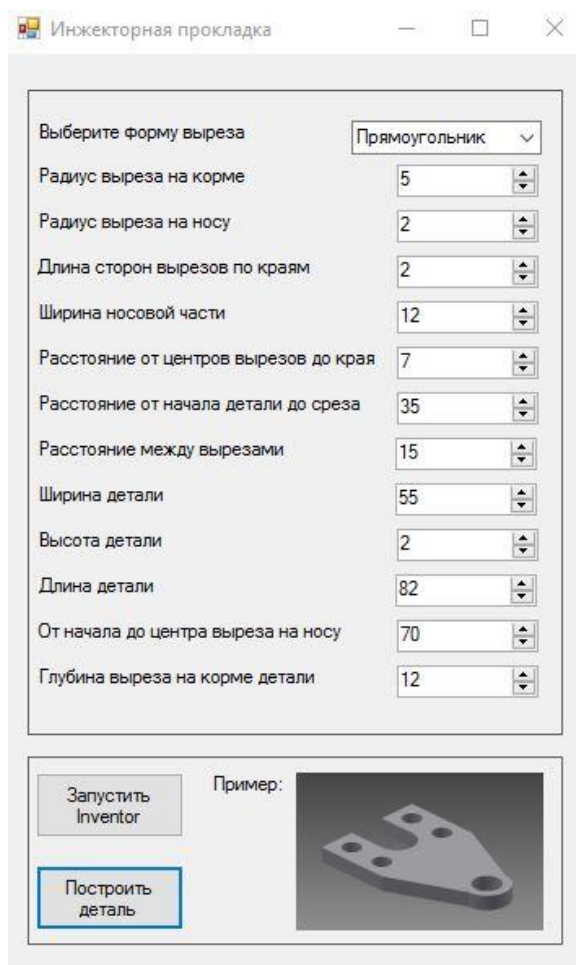 Инжекторная прокладка
Выберите форму выреза Прямоугольник
Радиус выреза на корме 5
Радиус выреза на носу 2
Длина сторон вырезов по краям 2
Ширина носовой части 12
Расстояние от центров вырезов до края 7
Расстояние от начала детали до среза 35
Расстояние между вырезами 15
Ширина детали 55
Высота детали 2
Длина детали 82
От начала до центра выреза на носу 70
Глубина выреза на корме детали 12
Запустить
Inventor
Пример:
Построить
деталь